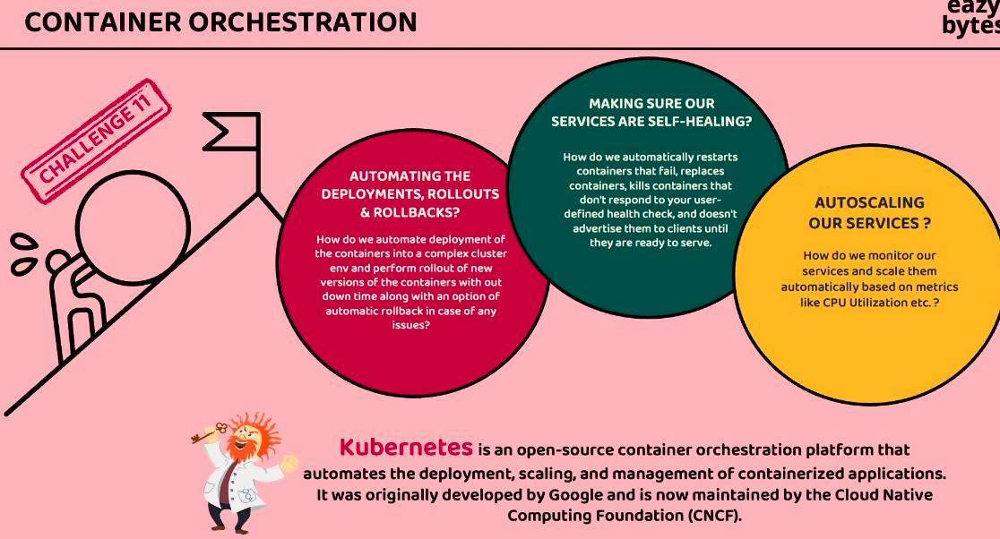 CONTAINER ORCHESTRATION
eazy
bytes
CHALLENGE 11
AUTOMATING THE
DEPLOYMENTS, ROLLOUTS
& ROLLBACKS?
How do we automate deployment of
the containers into a complex cluster
env and perform rollout of new
versions of the containers with out
down time along with an option of
automatic rollback in case of any
issues?
MAKING SURE OUR
SERVICES ARE SELF-HEALING?
How do we automatically restarts
containers that fail, replaces
containers, kills containers that
don't respond to your user-
defined health check, and doesn't
advertise them to clients until
they are ready to serve.
AUTOSCALING
OUR SERVICES ?
How do we monitor our
services and scale them
automatically based on metrics
like CPU Utilization etc. ?
Kubernetes is an open-source container orchestration platform that
automates the deployment, scaling, and management of containerized applications.
It was originally developed by Google and is now maintained by the Cloud Native
Computing Foundation (CNCF).